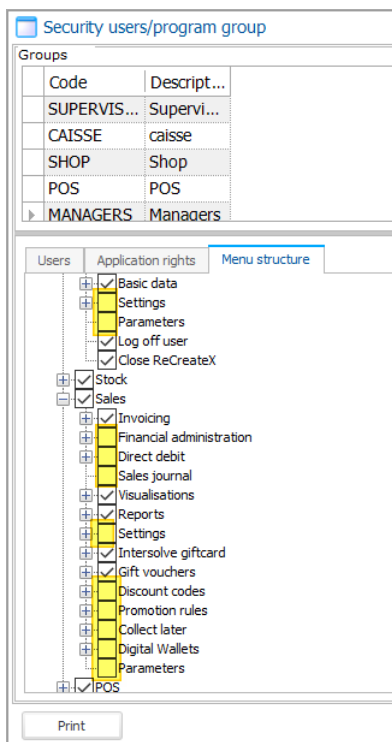 Security users/program group
Groups
Code Descript...
SUPERVIS... Supervi...
CAISSE caisse
SHOP Shop
POS POS
MANAGERS Managers
Users Application rights Menu structure
Basic data
Settings
Parameters
Log off user
Close ReCreateX
Stock
Sales
Invoicing
Financial administration
Direct debit
Sales journal
Visualisations
Reports
Settings
Intersolve giftcard
Gift vouchers
Discount codes
Promotion rules
Collect later
Digital Wallets
Parameters
POS
Print